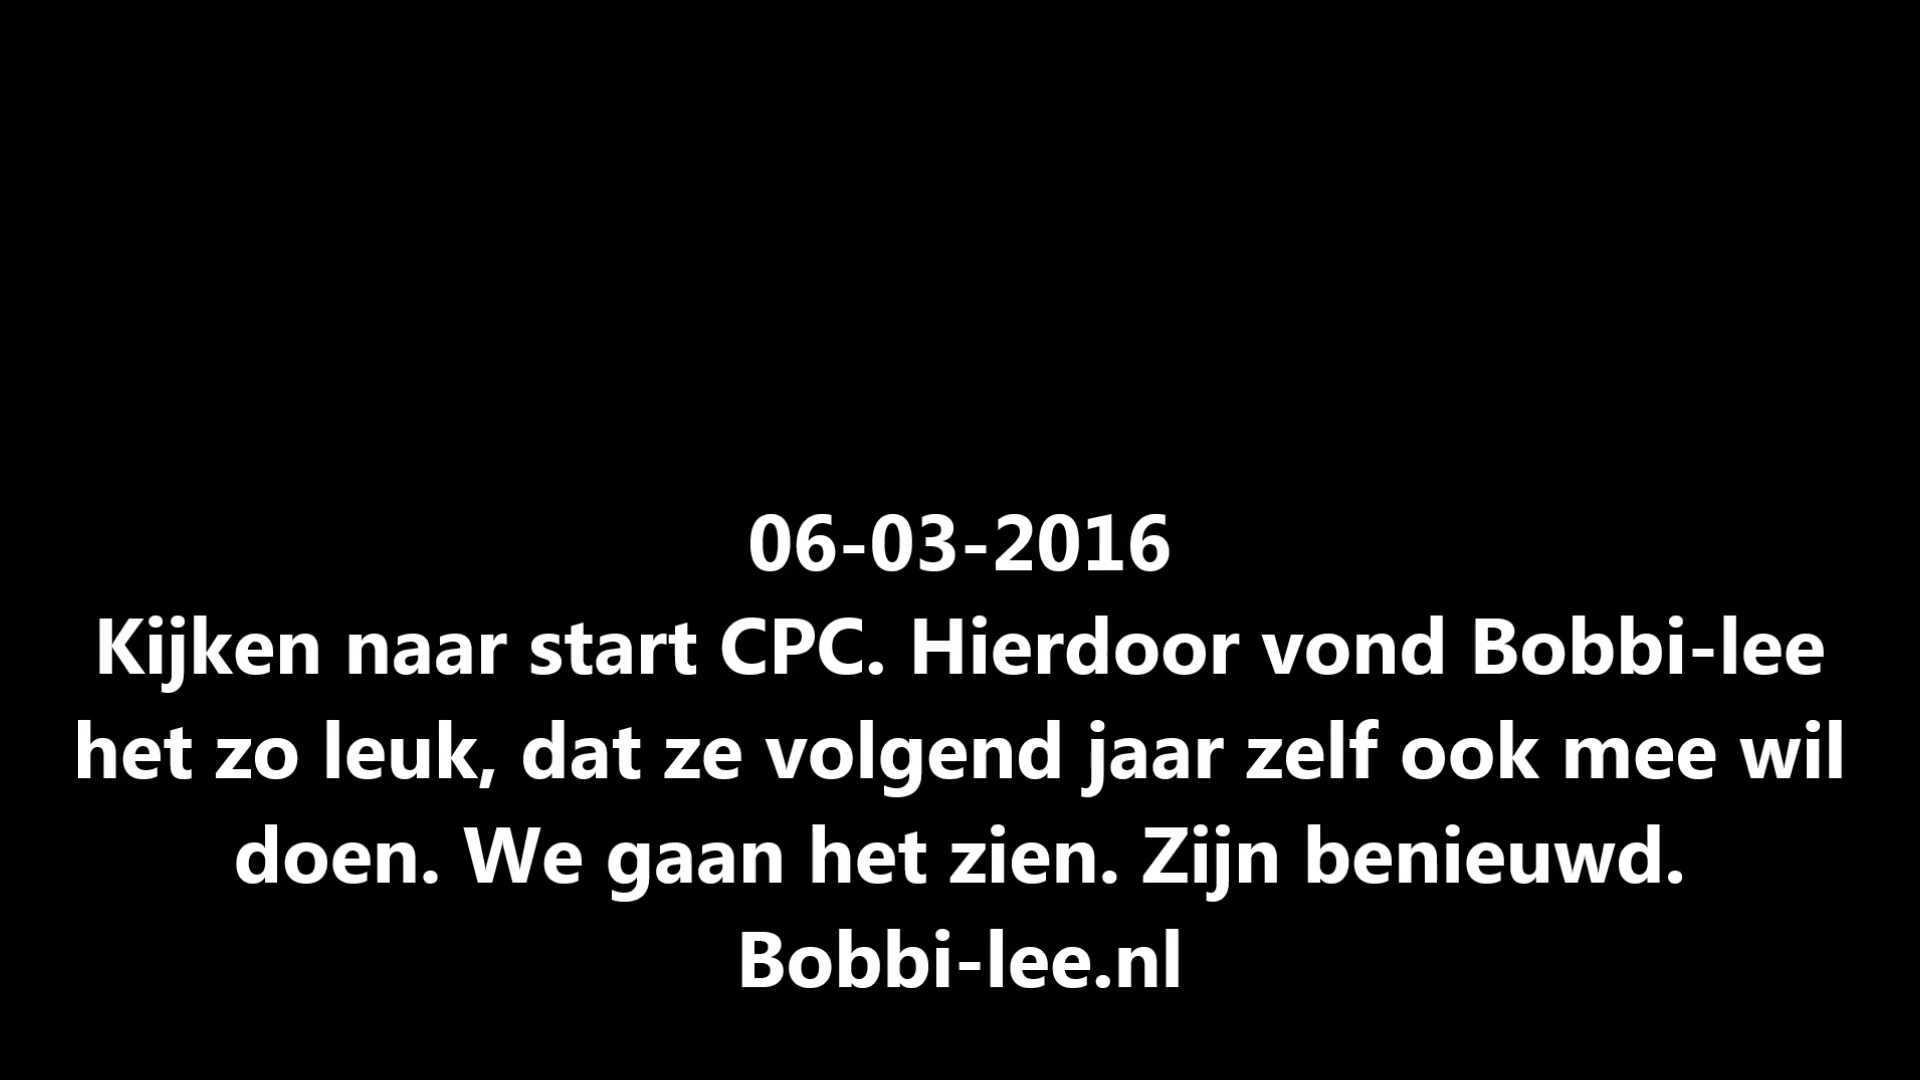 06-03-2016
Kijken naar start CPC. Hierdoor vond Bobbi-lee
het zo leuk, dat ze volgend jaar zelf ook mee wil
doen. We gaan het zien. Zijn benieuwd.
Bobbi-lee.nl